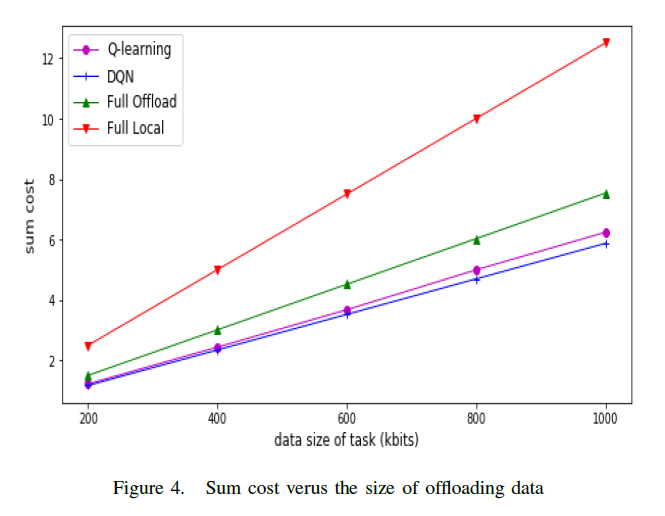 Q-learning
DQN
Full Offload
Full Local
sum cost
12
10
8
6
4
2
200 400 600 800 1000
data size of task (kbits)
Figure 4. Sum cost verus the size of offloading data